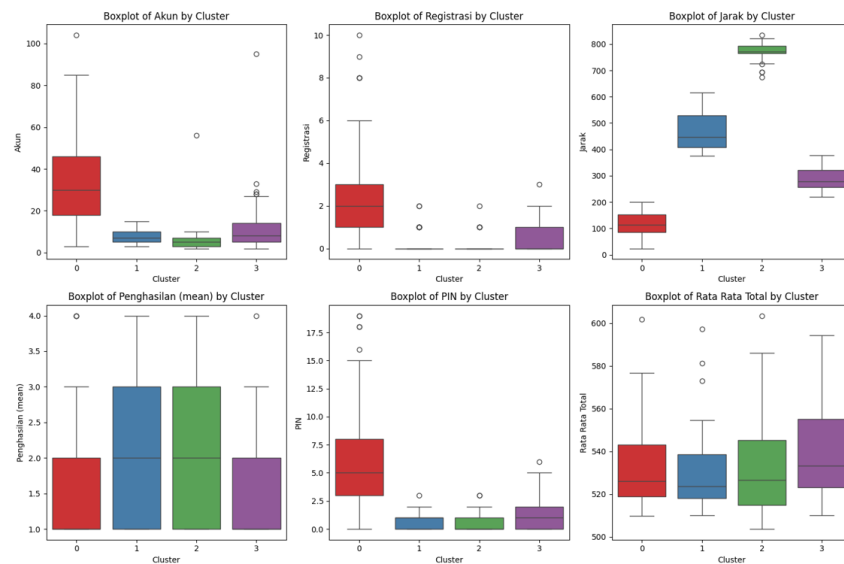 Boxplot of Akun by Cluster
100
80
60
40
20
0
Akun
0 1 2 3
Cluster
Boxplot of Registrasi by Cluster
10
8
6
4
2
0
Registrasi
0 1 2 3
Cluster
Boxplot of Jarak by Cluster
800
700
600
500
400
300
200
100
0
Jarak
0 1 2 3
Cluster
Boxplot of Penghasilan (mean) by Cluster
4.0
3.5
3.0
2.5
2.0
1.5
1.0
Penghasilan (mean)
0 1 2 3
Cluster
Boxplot of PIN by Cluster
17.5
15.0
12.5
10.0
7.5
5.0
2.5
0.0
PIN
0 1 2 3
Cluster
Boxplot of Rata Rata Total by Cluster
600
580
560
540
520
500
Rata Rata Total
0 1 2 3
Cluster